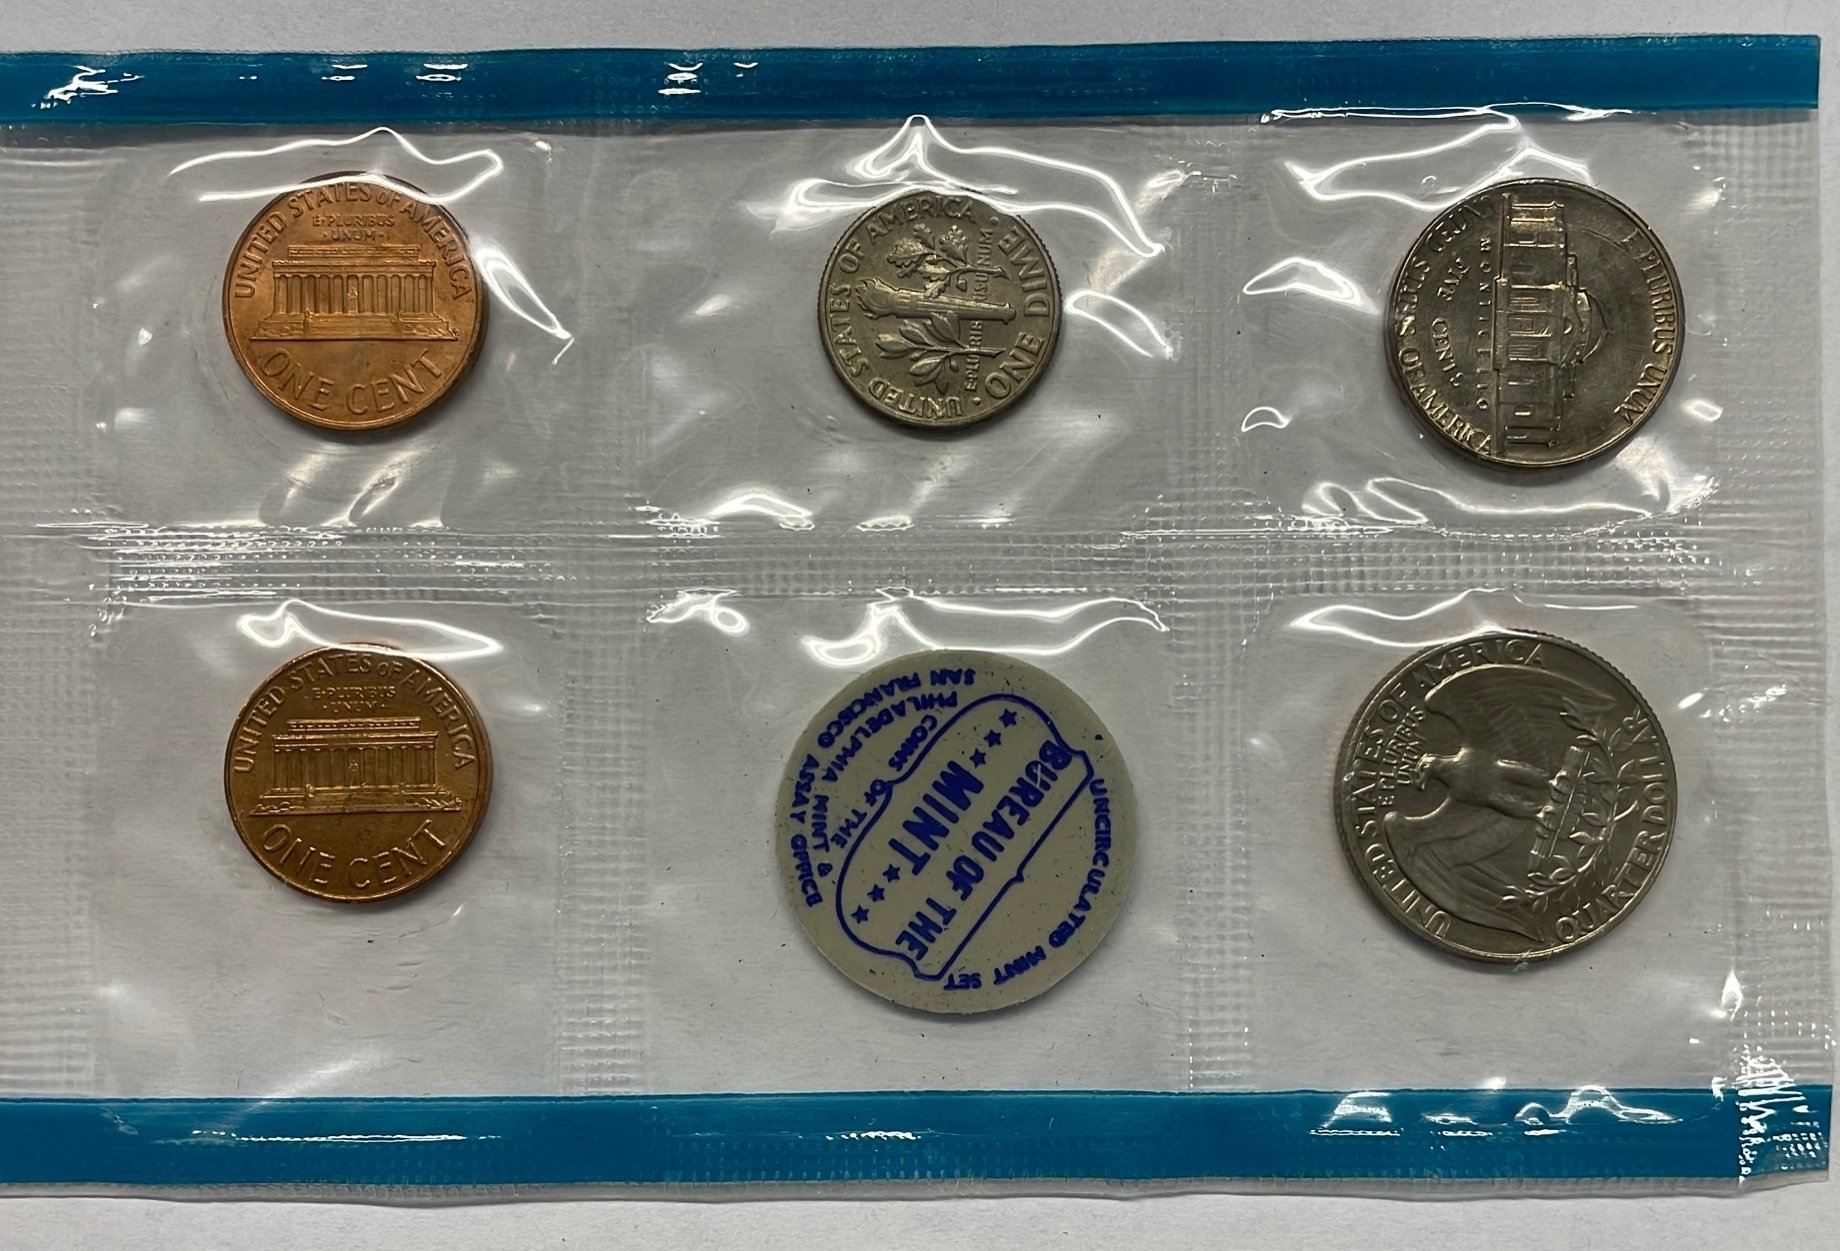 UNITED STATES OF AMERICA
E·PLURIBUS
·UNUM·
ONE CENT
UNITED STATES OF AMERICA · ONE DIME ·
E·PLURIBUS UNUM
E PLURIBUS UNUM
MONTICELLO
FIVE CENTS
UNITED STATES OF AMERICA
UNITED STATES OF AMERICA
E·PLURIBUS
·UNUM·
ONE CENT
UNCIRCULATED MINT SET
BUREAU OF THE
MINT
COINS OF THE
PHILADELPHIA MINT &
SAN FRANCISCO ASSAY OFFICE
UNITED STATES OF AMERICA
E PLURIBUS
UNUM
QUARTER DOLLAR